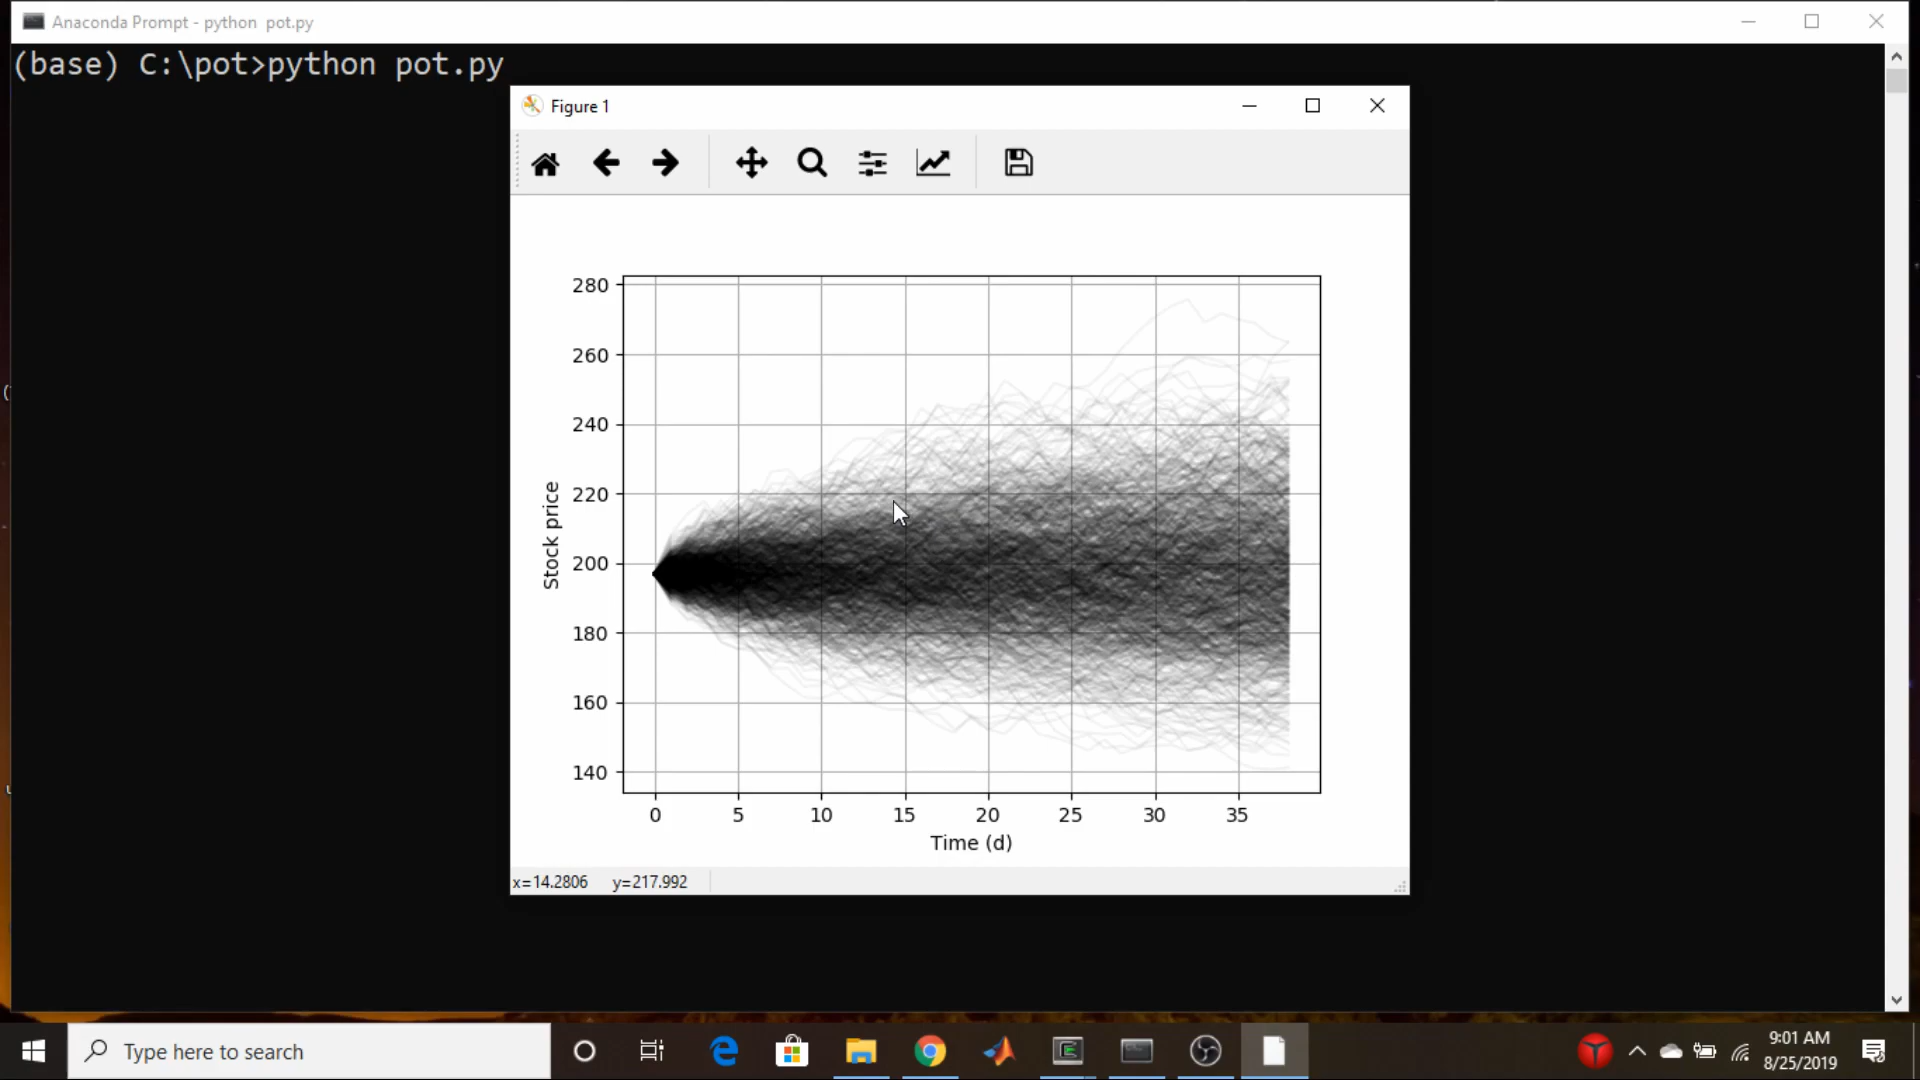 Anaconda Prompt - python  pot.py
(base) C:\pot>python pot.py
Figure 1
280
260
240
220
200
180
160
140
Stock price
0 5 10 15 20 25 30 35
Time (d)
x=14.2806 y=217.992
Type here to search
9:01 AM
8/25/2019